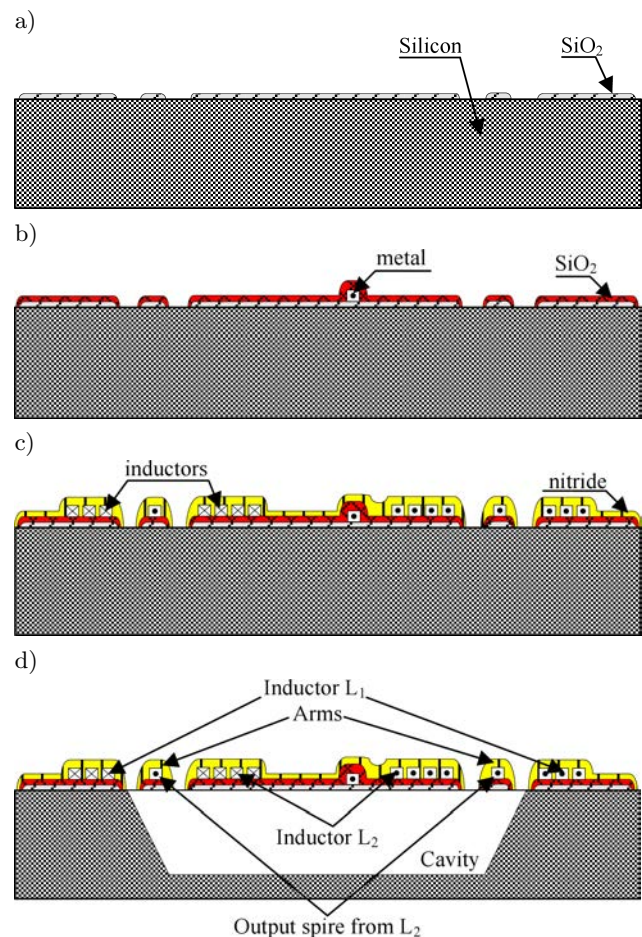 a)
Silicon
SiO₂
b)
metal
SiO₂
c)
inductors
nitride
d)
Inductor L₁
Arms
Inductor L₂
Cavity
Output spire from L₂